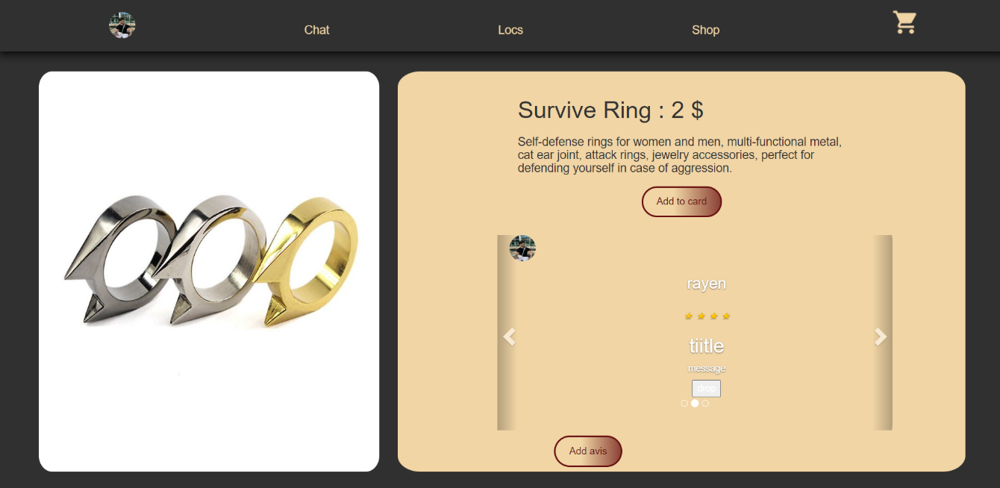 Chat
Locs
Shop
Survive Ring : 2 $
Self-defense rings for women and men, multi-functional metal,
cat ear joint, attack rings, jewelry accessories, perfect for
defending yourself in case of aggression.
Add to card
rayen
tiitle
message
drop
Add avis